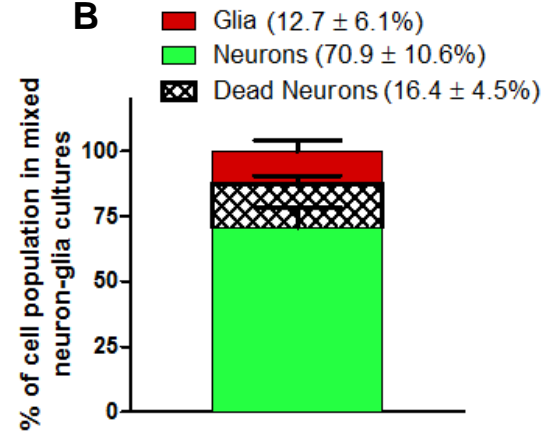 B
Glia (12.7 ± 6.1%)
Neurons (70.9 ± 10.6%)
Dead Neurons (16.4 ± 4.5%)
% of cell population in mixed
neuron-glia cultures
100
75
50
25
0